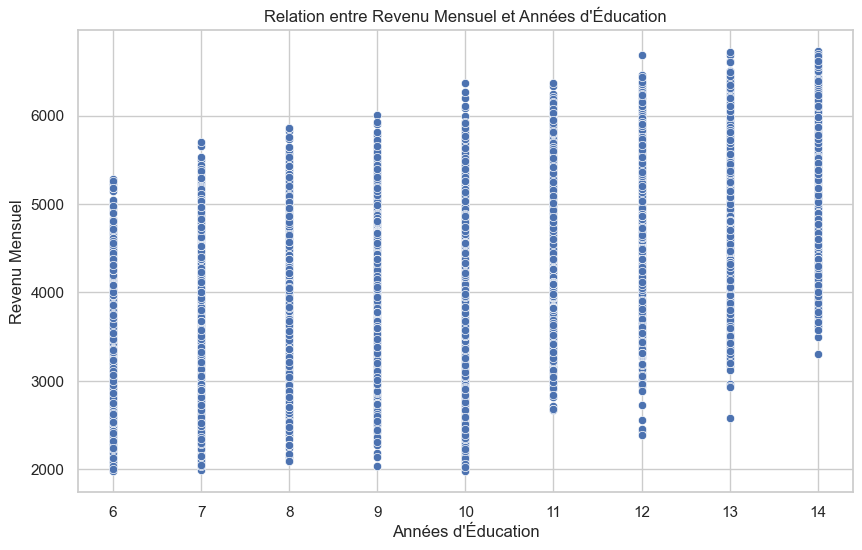 Relation entre Revenu Mensuel et Années d'Éducation
6000
5000
4000
3000
2000
Revenu Mensuel
6 7 8 9 10 11 12 13 14
Années d'Éducation